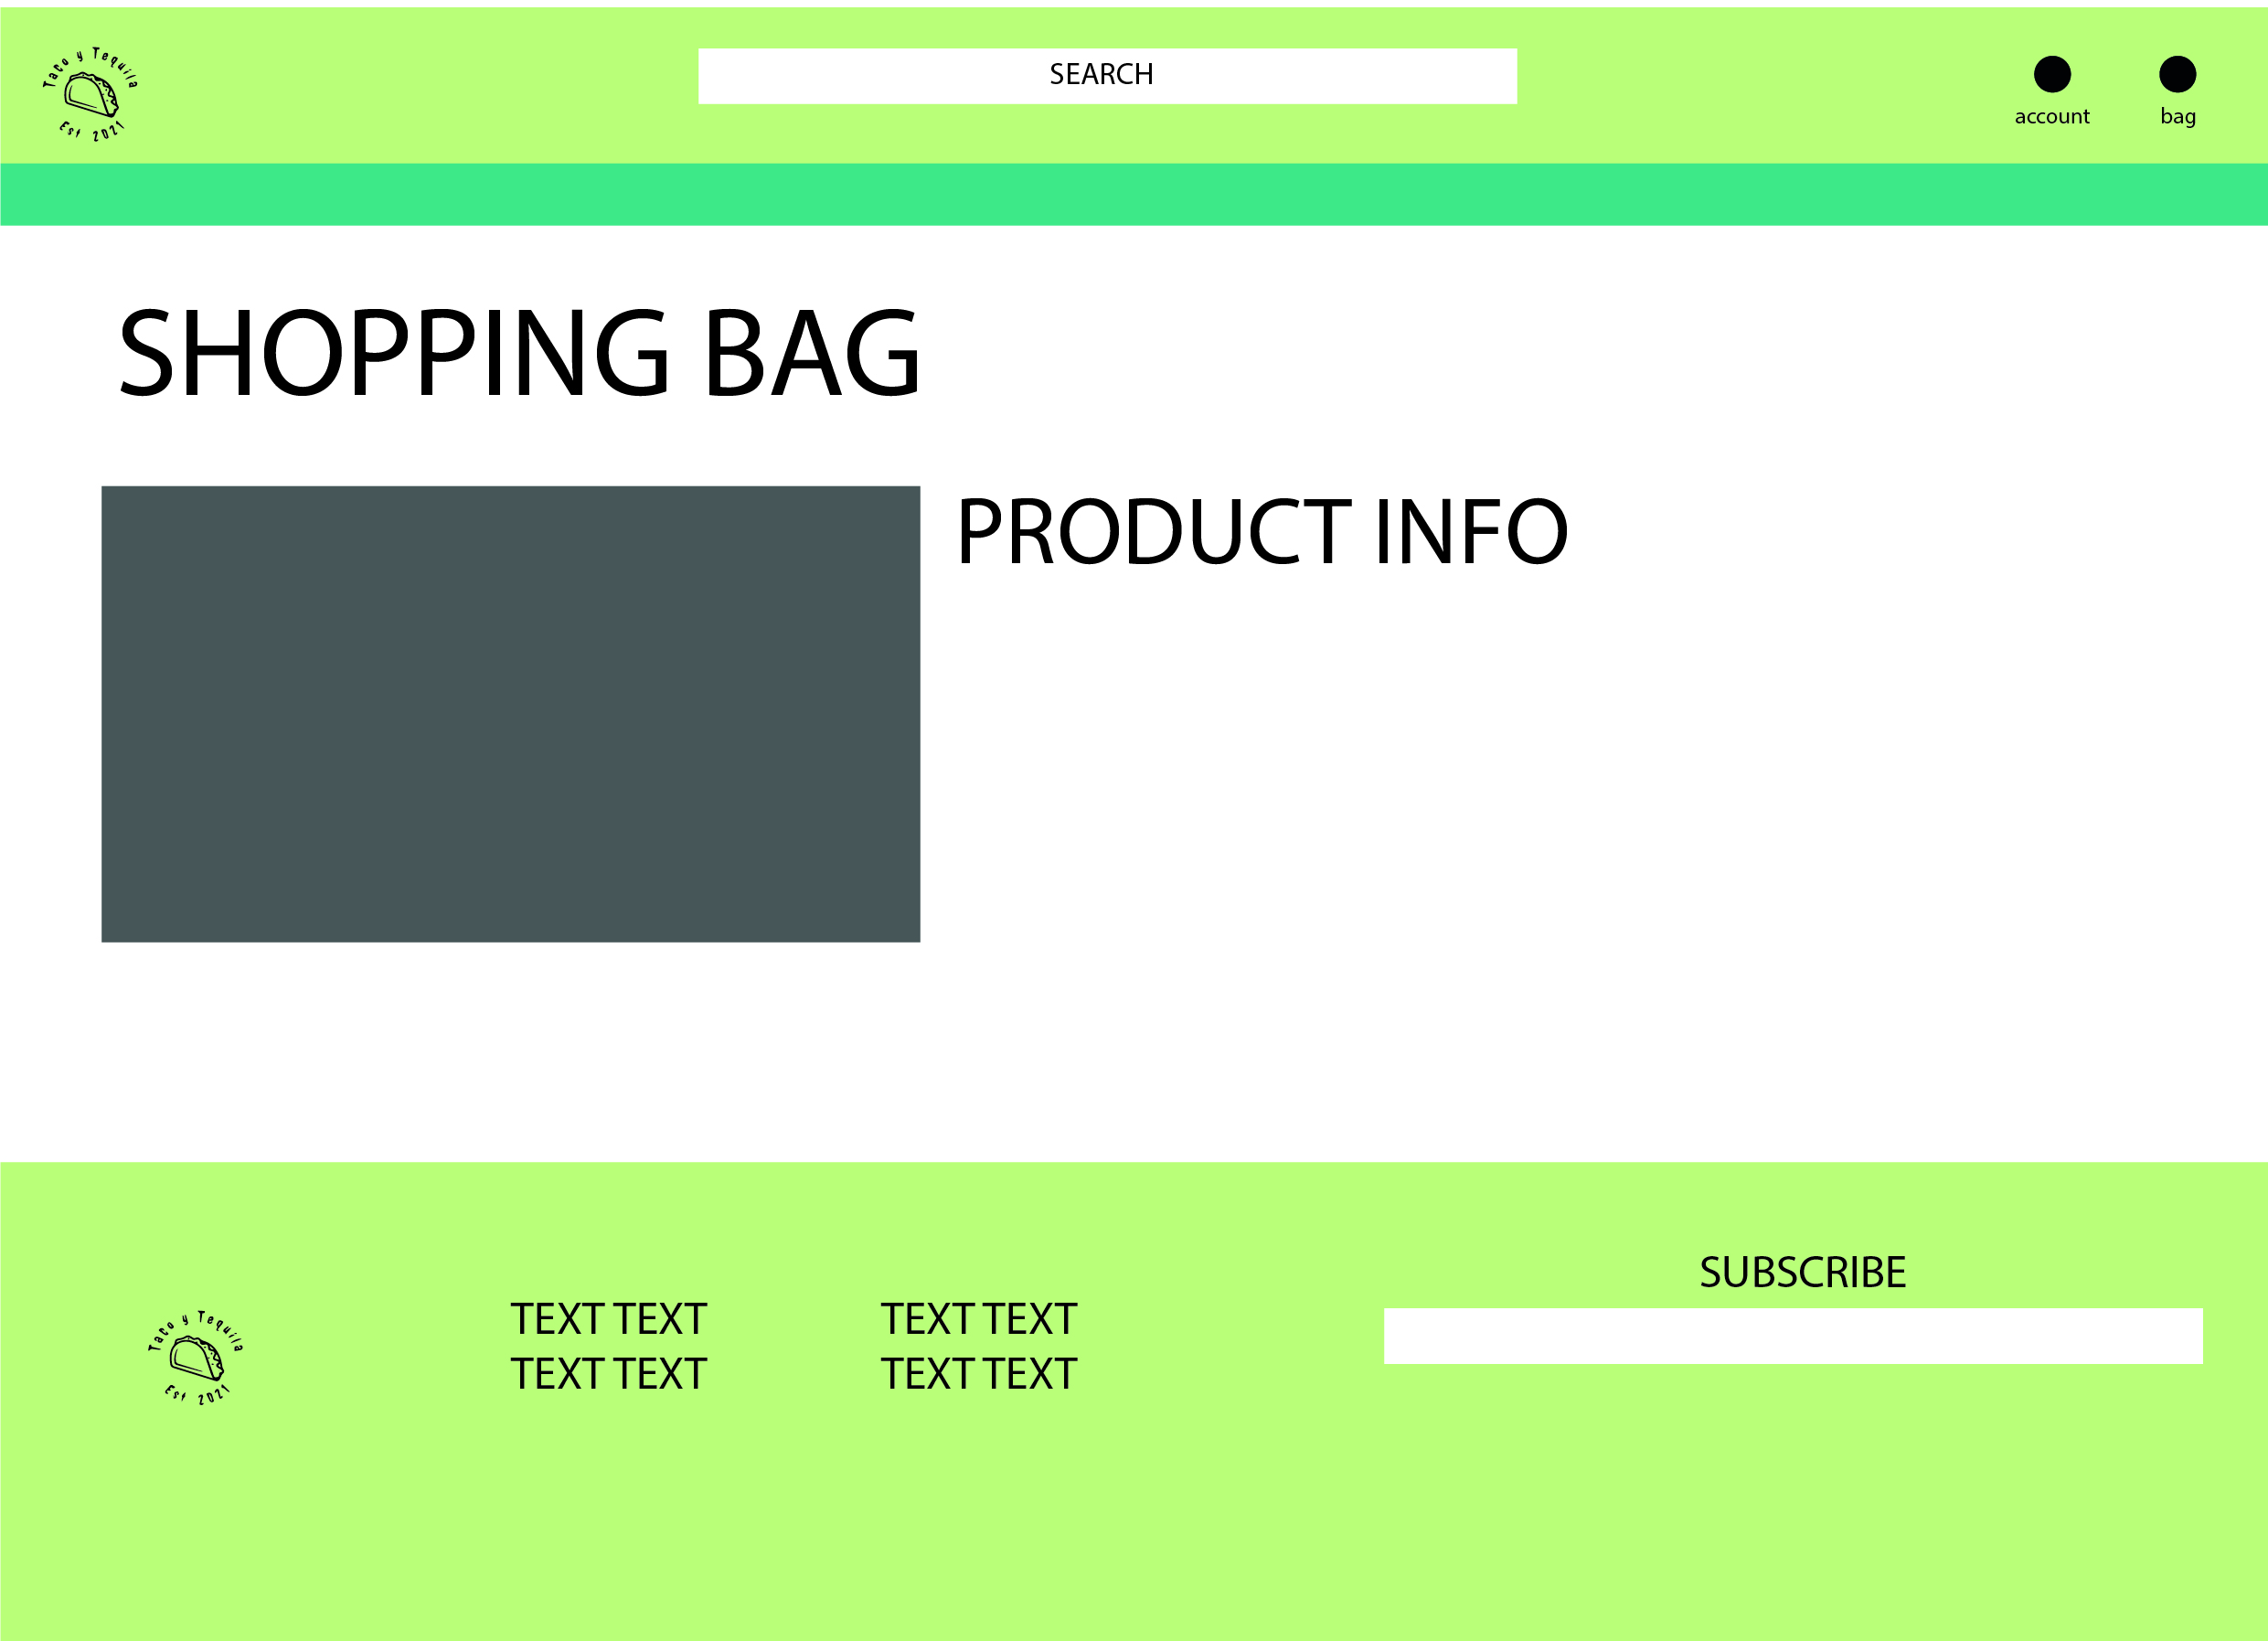 Taco y Tequila
Est 2021
SEARCH
account
bag
SHOPPING BAG
PRODUCT INFO
SUBSCRIBE
Taco y Tequila
Est 2021
TEXT TEXT
TEXT TEXT
TEXT TEXT
TEXT TEXT